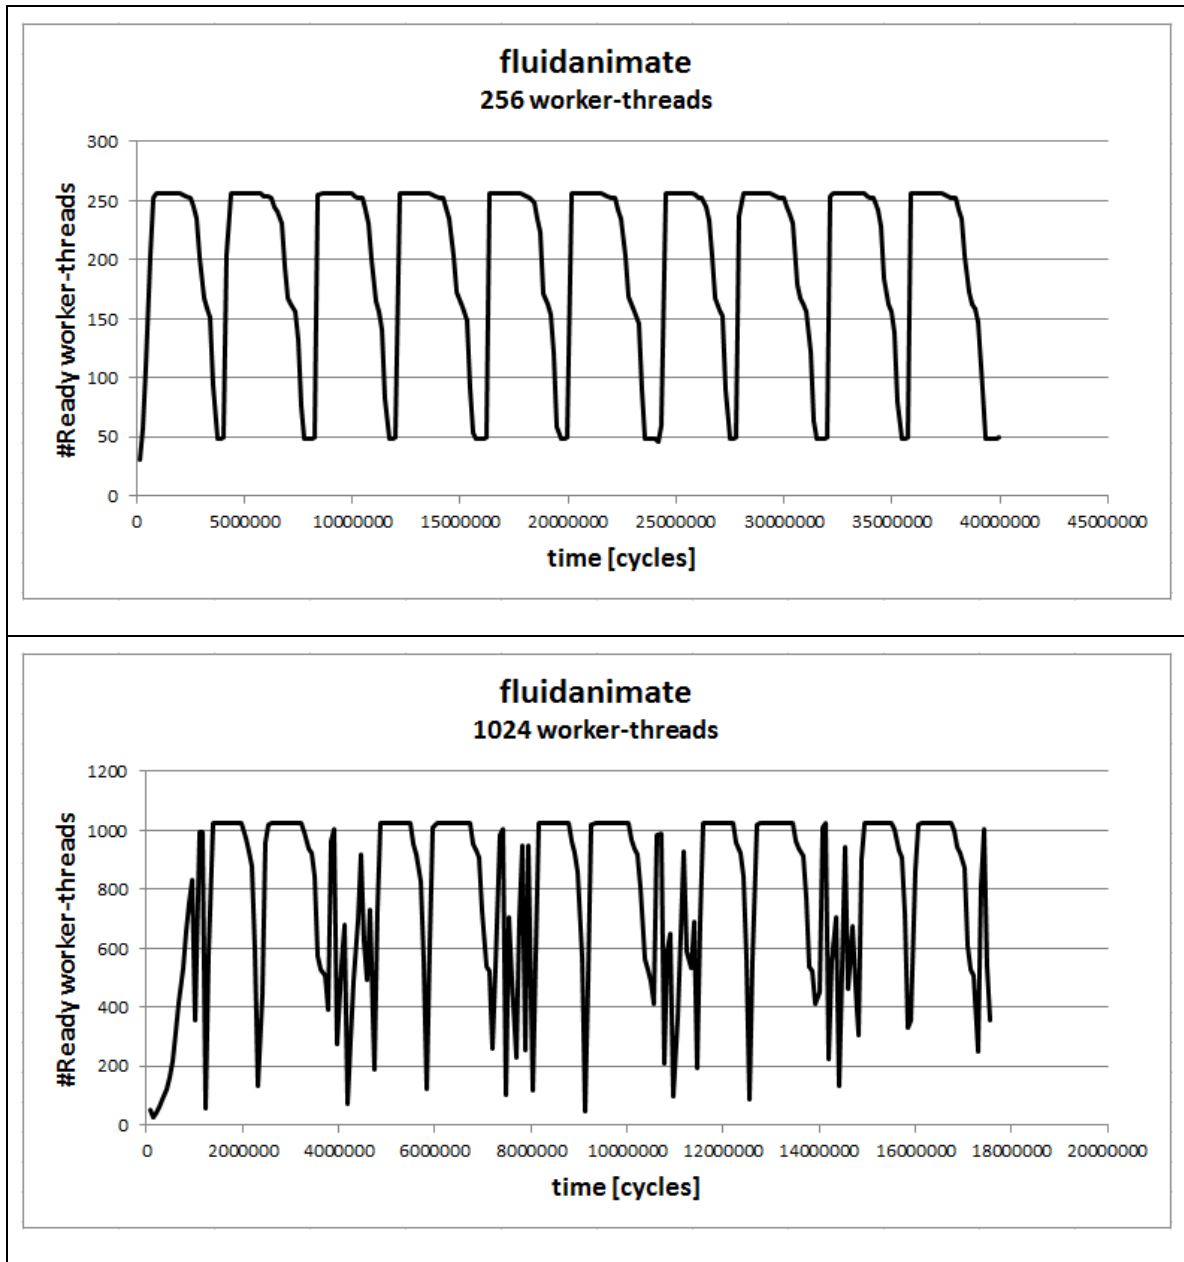 fluidanimate
256 worker-threads
#Ready worker-threads
300
250
200
150
100
50
0
0 5000000 10000000 15000000 20000000 25000000 30000000 35000000 40000000 45000000
time [cycles]
fluidanimate
1024 worker-threads
#Ready worker-threads
1200
1000
800
600
400
200
0
0 2000000 4000000 6000000 8000000 10000000 12000000 14000000 16000000 18000000 20000000
time [cycles]